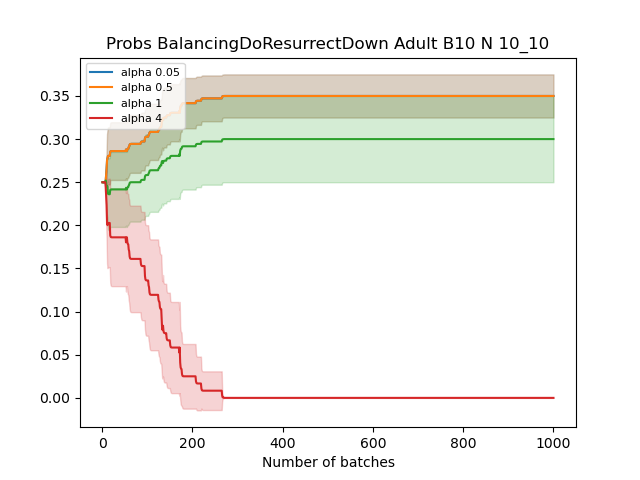 Probs BalancingDoResurrectDown Adult B10 N 10_10
alpha 0.05
alpha 0.5
alpha 1
alpha 4
0.35
0.30
0.25
0.20
0.15
0.10
0.05
0.00
0 200 400 600 800 1000
Number of batches